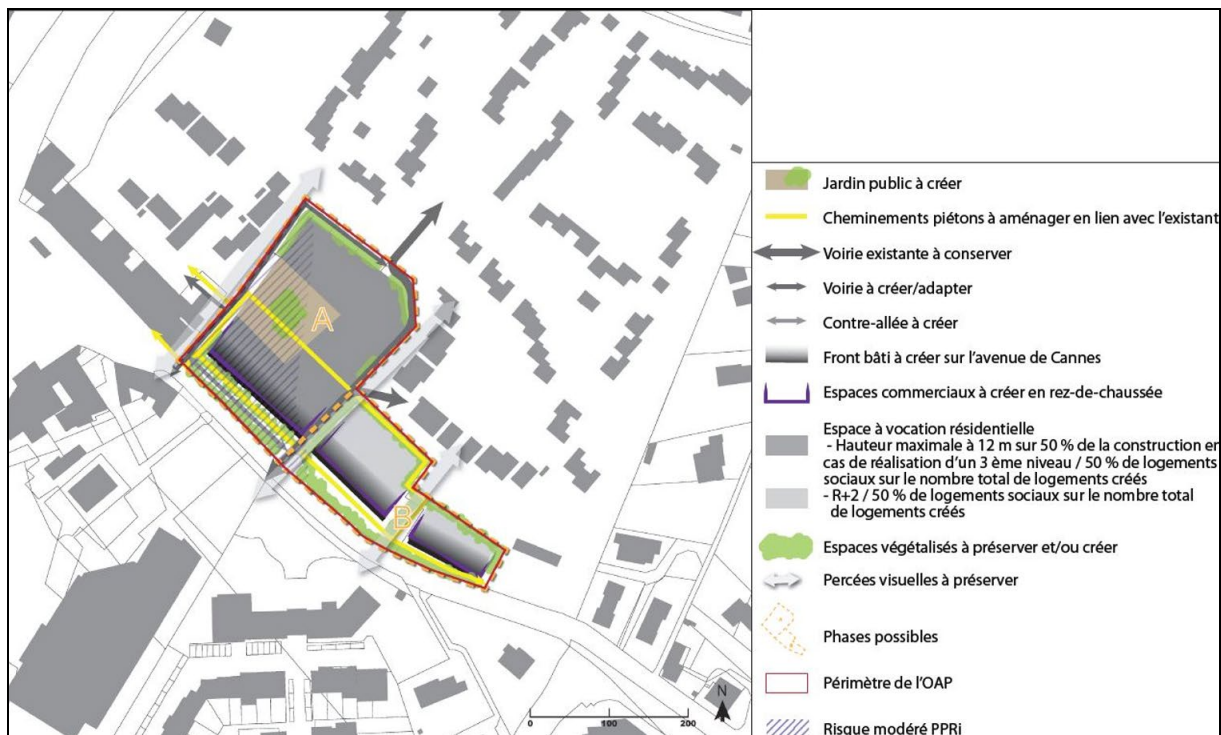 A
B
N
0 100 200
Jardin public à créer
Cheminements piétons à aménager en lien avec l'existant
Voirie existante à conserver
Voirie à créer/adapter
Contre-allée à créer
Front bâti à créer sur l'avenue de Cannes
Espaces commerciaux à créer en rez-de-chaussée
Espace à vocation résidentielle
- Hauteur maximale à 12 m sur 50 % de la construction en
cas de réalisation d'un 3 ème niveau / 50 % de logements
sociaux sur le nombre total de logements créés
- R+2 / 50 % de logements sociaux sur le nombre total
de logements créés
Espaces végétalisés à préserver et/ou créer
Percées visuelles à préserver
Phases possibles
Périmètre de l'OAP
Risque modéré PPRi